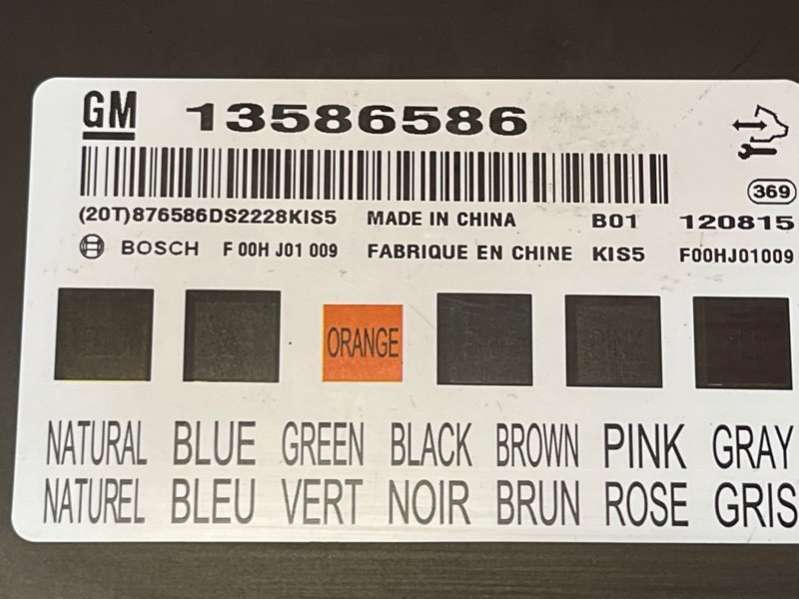 GM 13586586
369
(20T)876586DS2228KIS5 MADE IN CHINA B01 120815
BOSCH F 00H J01 009 FABRIQUE EN CHINE KIS5 F00HJ01009
ORANGE
NATURAL BLUE GREEN BLACK BROWN PINK GRAY
NATUREL BLEU VERT NOIR BRUN ROSE GRIS